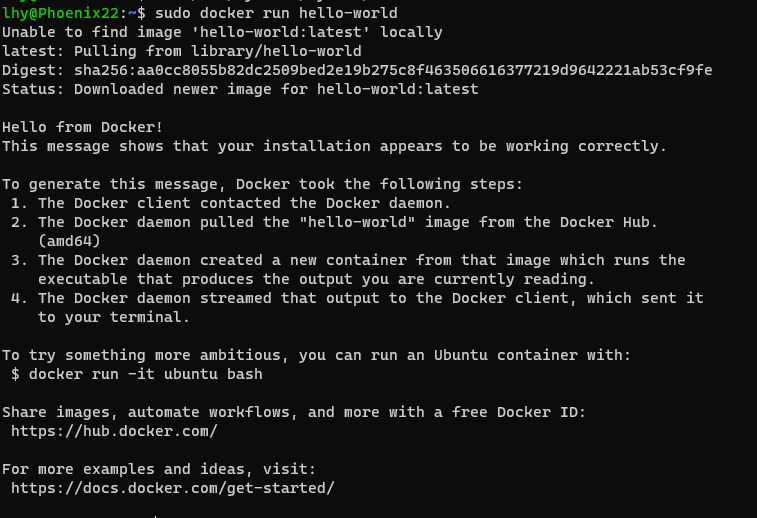 lhy@Phoenix22:~$ sudo docker run hello-world
Unable to find image 'hello-world:latest' locally
latest: Pulling from library/hello-world
Digest: sha256:aa0cc8055b82dc2509bed2e19b275c8f463506616377219d9642221ab53cf9fe
Status: Downloaded newer image for hello-world:latest

Hello from Docker!
This message shows that your installation appears to be working correctly.

To generate this message, Docker took the following steps:
 1. The Docker client contacted the Docker daemon.
 2. The Docker daemon pulled the "hello-world" image from the Docker Hub.
    (amd64)
 3. The Docker daemon created a new container from that image which runs the
    executable that produces the output you are currently reading.
 4. The Docker daemon streamed that output to the Docker client, which sent it
    to your terminal.

To try something more ambitious, you can run an Ubuntu container with:
 $ docker run -it ubuntu bash

Share images, automate workflows, and more with a free Docker ID:
 https://hub.docker.com/

For more examples and ideas, visit:
 https://docs.docker.com/get-started/